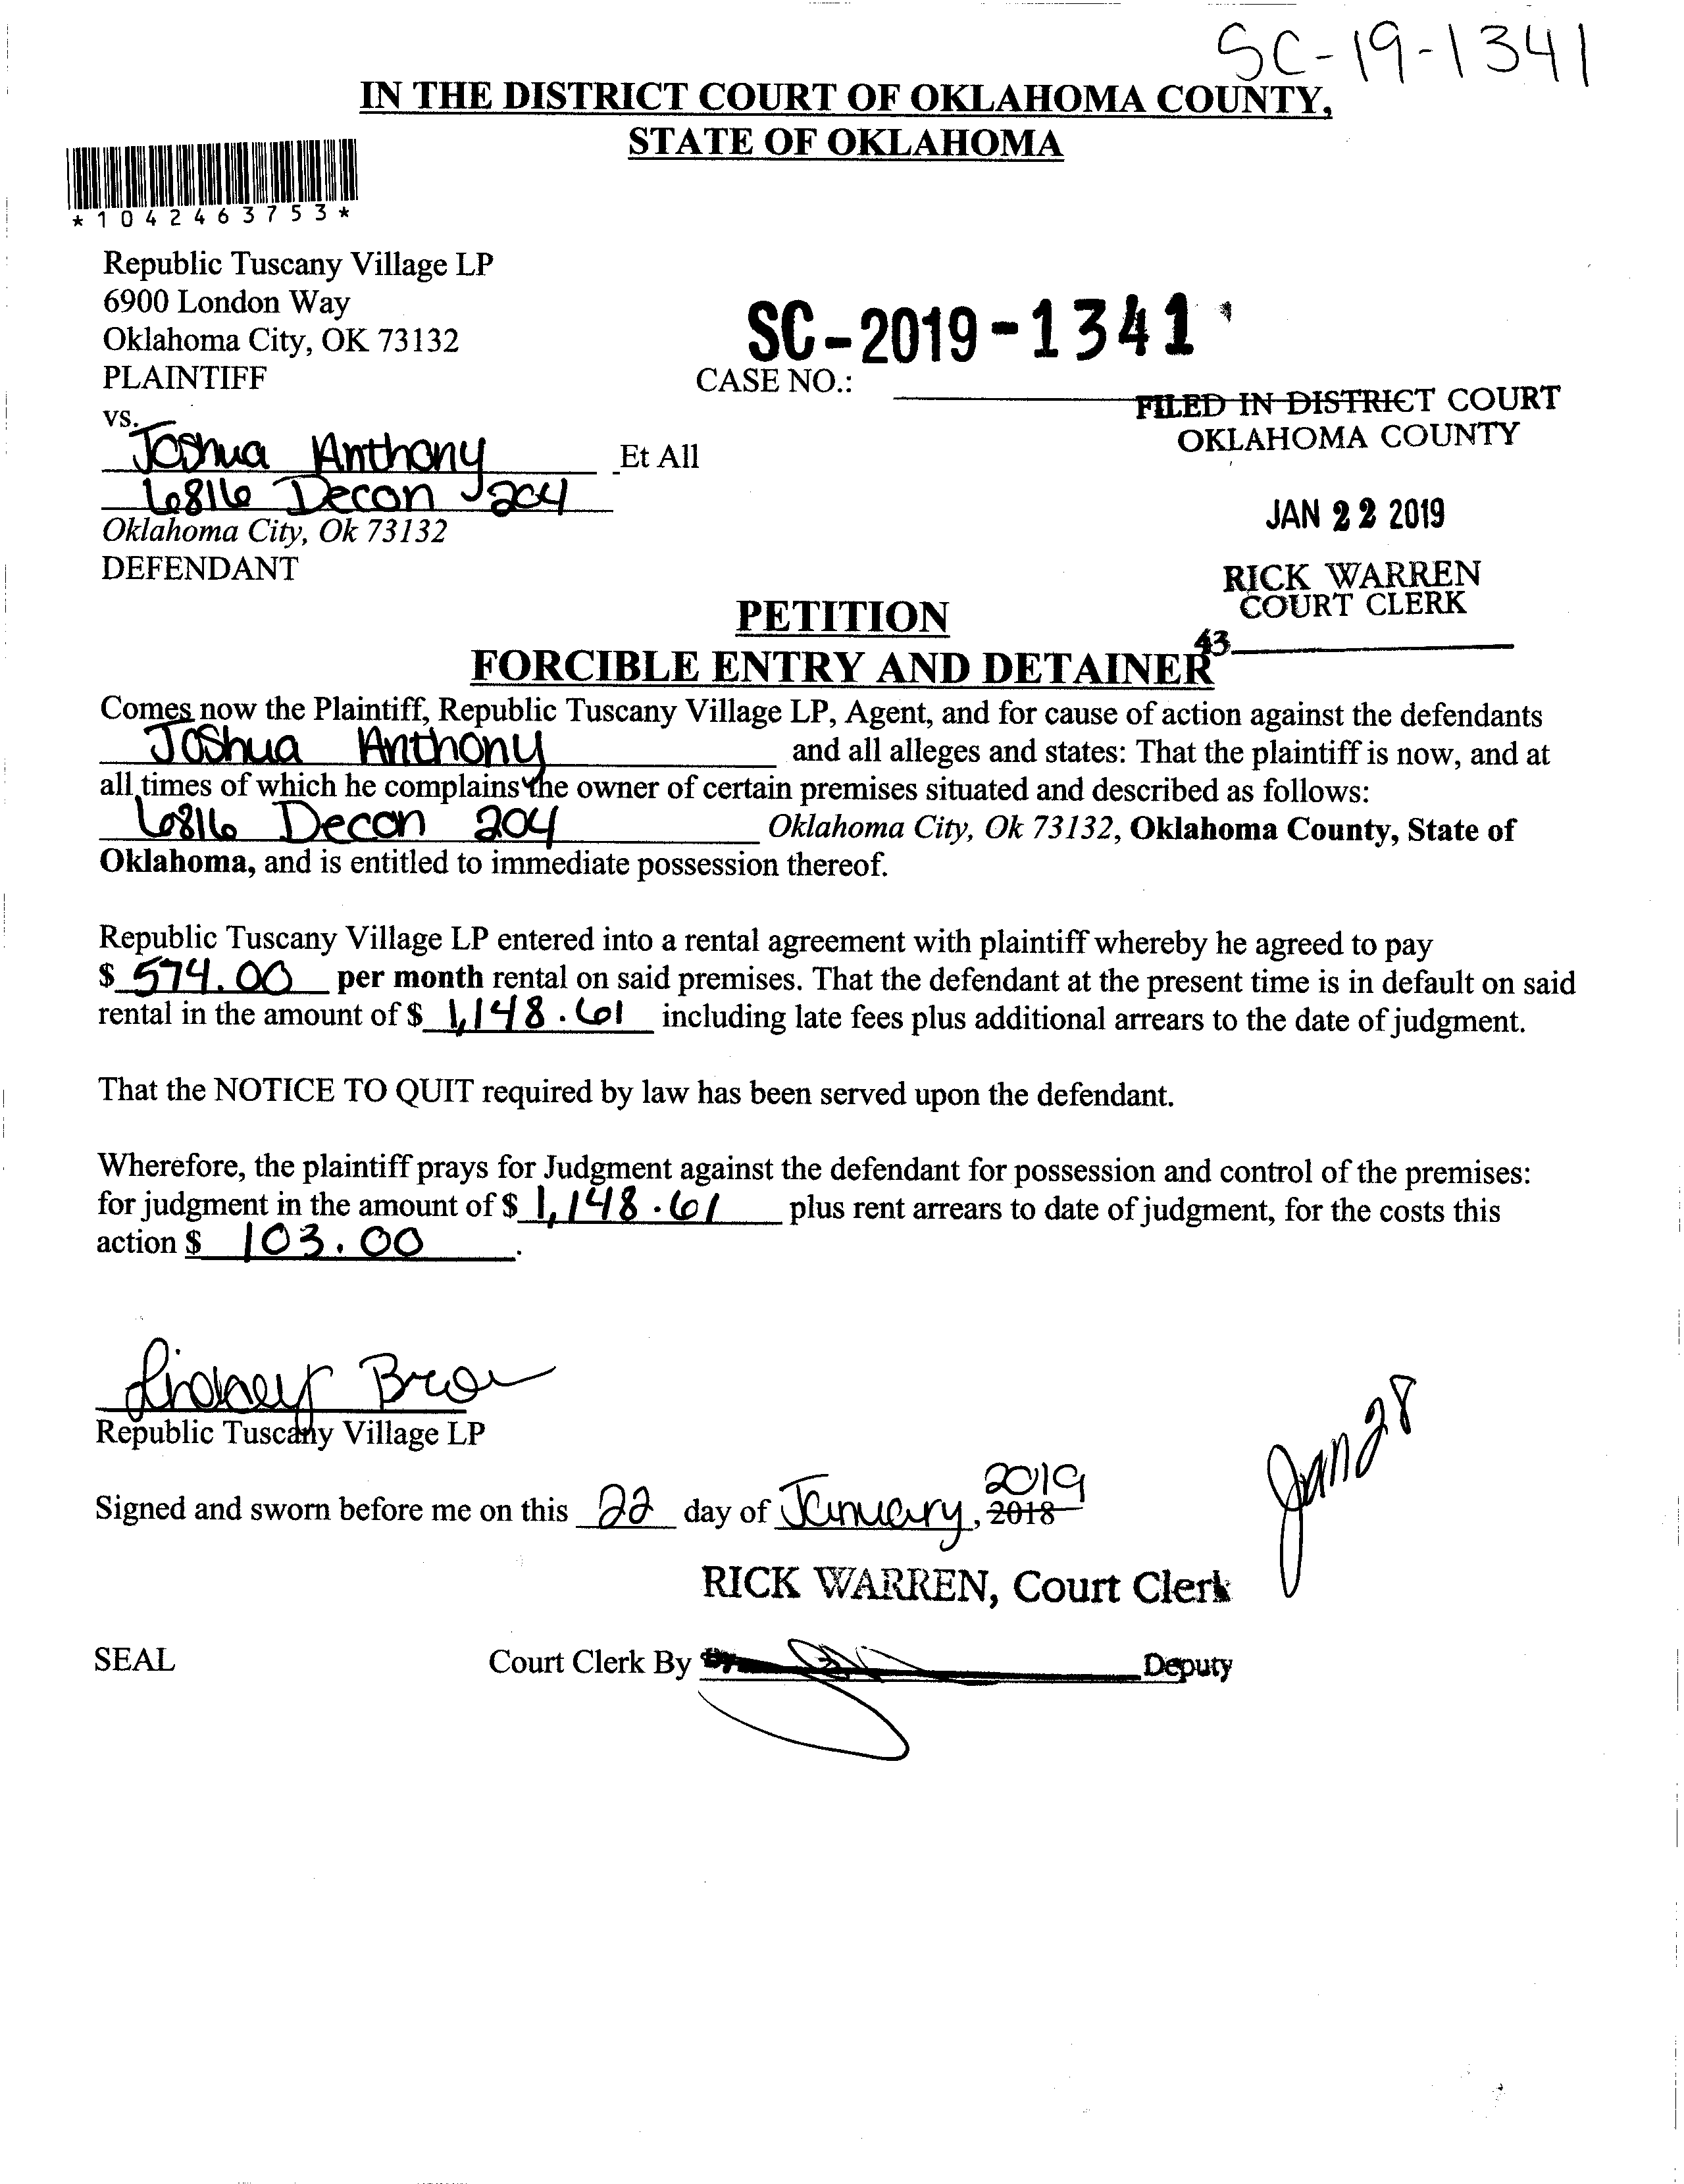 SC-19-1341
IN THE DISTRICT COURT OF OKLAHOMA COUNTY,
STATE OF OKLAHOMA
*1042463753*
Republic Tuscany Village LP
6900 London Way
Oklahoma City, OK 73132
PLAINTIFF
SC-2019-1341
CASE NO.:
vs.
FILED IN DISTRICT COURT
OKLAHOMA COUNTY
Joshua Anthony Et All
6816 Decon 204
Oklahoma City, Ok 73132
DEFENDANT
JAN 22 2019
RICK WARREN
COURT CLERK
43
PETITION
FORCIBLE ENTRY AND DETAINER
Comes now the Plaintiff, Republic Tuscany Village LP, Agent, and for cause of action against the defendants
Joshua Anthony and all alleges and states: That the plaintiff is now, and at
all times of which he complains the owner of certain premises situated and described as follows:
6816 Decon 204 Oklahoma City, Ok 73132, Oklahoma County, State of
Oklahoma, and is entitled to immediate possession thereof.
Republic Tuscany Village LP entered into a rental agreement with plaintiff whereby he agreed to pay
$ 574.00 per month rental on said premises. That the defendant at the present time is in default on said
rental in the amount of $ 1,148.61 including late fees plus additional arrears to the date of judgment.
That the NOTICE TO QUIT required by law has been served upon the defendant.
Wherefore, the plaintiff prays for Judgment against the defendant for possession and control of the premises:
for judgment in the amount of $ 1,148.61 plus rent arrears to date of judgment, for the costs this
action $ 103.00.
Republic Tuscany Village LP
Jan 28
2019
Signed and sworn before me on this 22 day of January, 2018
RICK WARREN, Court Clerk
SEAL
Court Clerk By Deputy